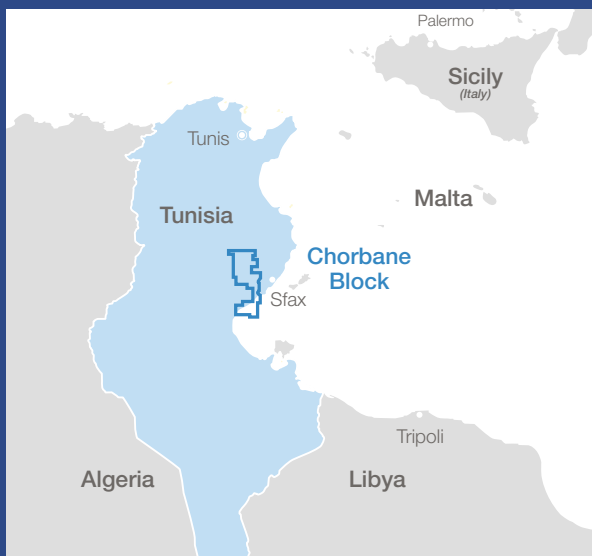 Palermo
Sicily
(Italy)
Tunis
Malta
Tunisia
Chorbane
Block
Sfax
Tripoli
Algeria
Libya